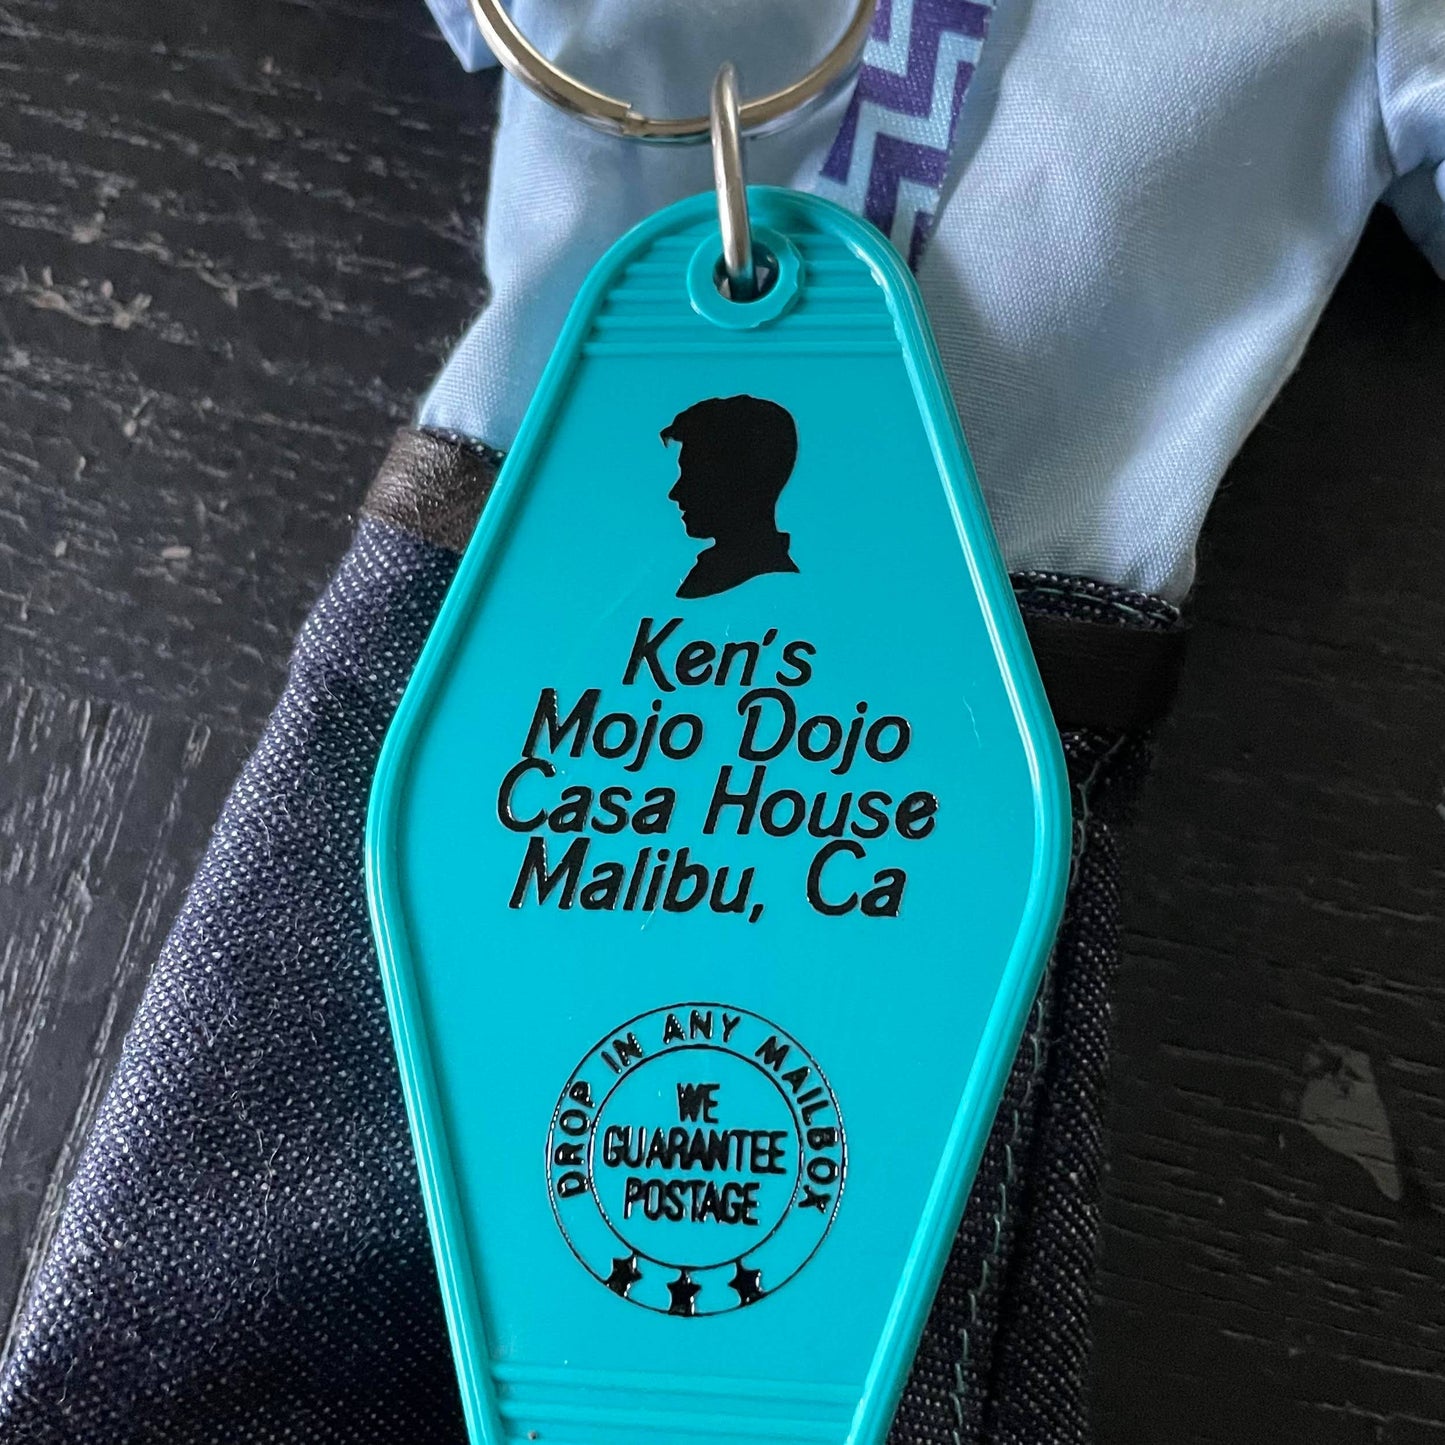 Ken's
Mojo Dojo
Casa House
Malibu, Ca
DROP IN ANY MAILBOX
WE
GUARANTEE
POSTAGE